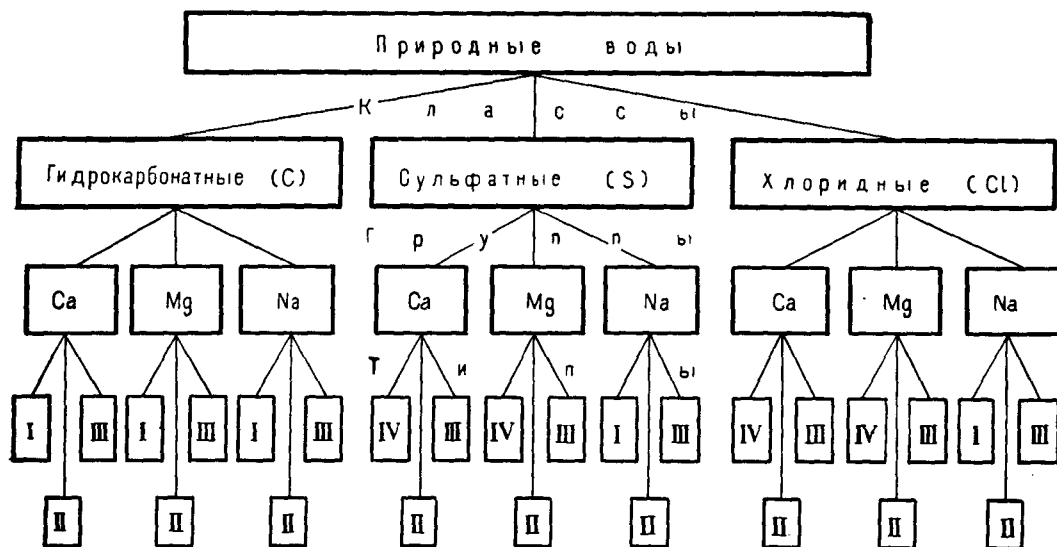 Природные воды
Классы
Гидрокарбонатные (C) Сульфатные (S) Хлоридные (Cl)
Группы
Ca Mg Na Ca Mg Na Ca Mg Na
Типы
I III I III I III IV III IV III I III IV III IV III I III
II II II II II II II II II